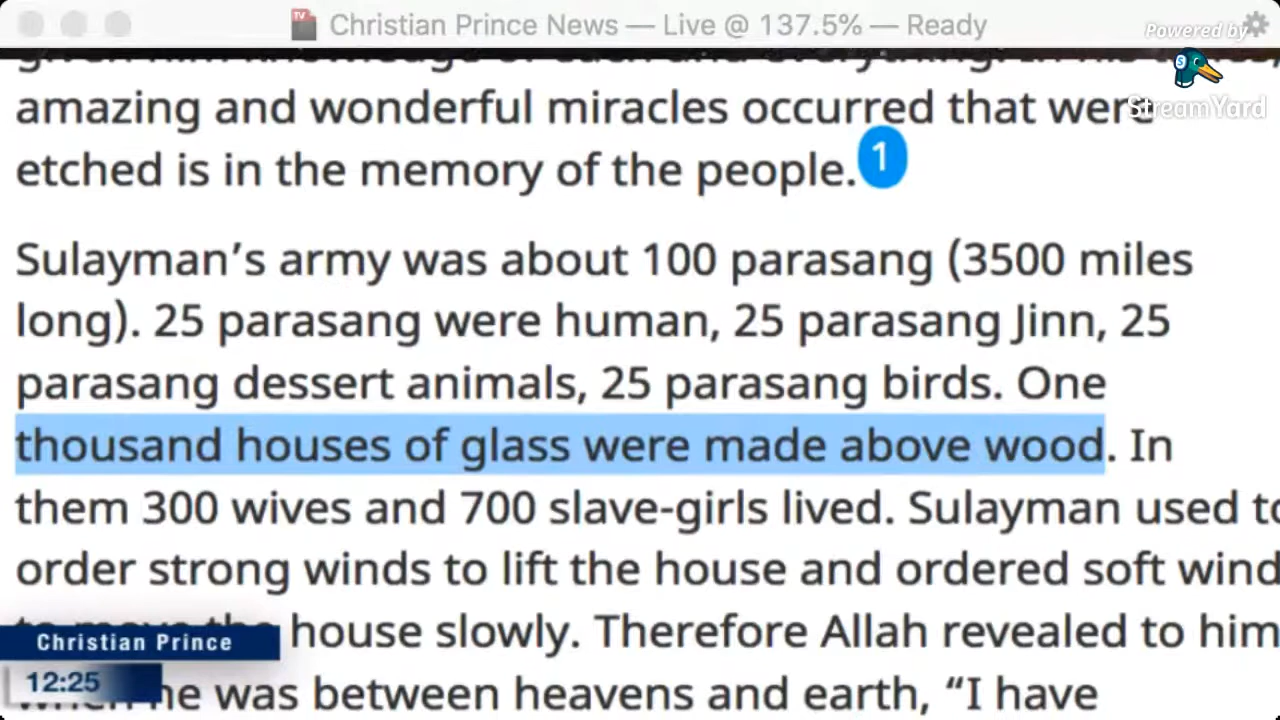 Christian Prince News — Live @ 137.5% — Ready
Powered by
StreamYard
amazing and wonderful miracles occurred that were
etched is in the memory of the people.
1
Sulayman's army was about 100 parasang (3500 miles
long). 25 parasang were human, 25 parasang Jinn, 25
parasang dessert animals, 25 parasang birds. One
thousand houses of glass were made above wood. In
them 300 wives and 700 slave-girls lived. Sulayman used to
order strong winds to lift the house and ordered soft wind
house slowly. Therefore Allah revealed to him
he was between heavens and earth, “I have
Christian Prince
12:25